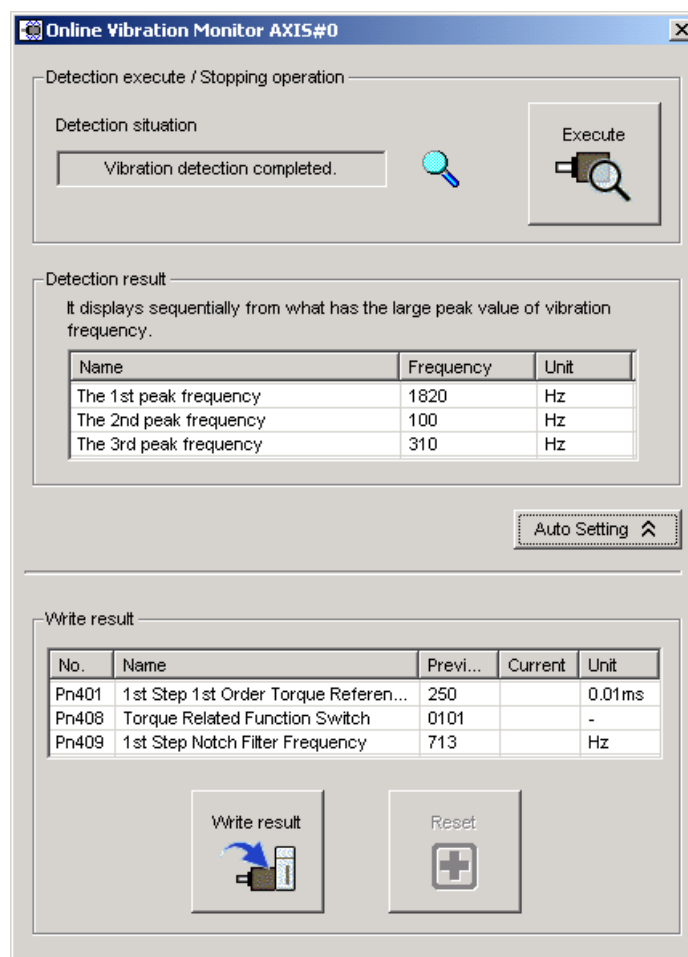 Online Vibration Monitor AXIS#0
Detection execute / Stopping operation
Detection situation
Vibration detection completed.
Execute
Detection result
It displays sequentially from what has the large peak value of vibration
frequency.
Name Frequency Unit
The 1st peak frequency 1820 Hz
The 2nd peak frequency 100 Hz
The 3rd peak frequency 310 Hz
Auto Setting
Write result
No. Name Previ... Current Unit
Pn401 1st Step 1st Order Torque Referen... 250 0.01ms
Pn408 Torque Related Function Switch 0101 -
Pn409 1st Step Notch Filter Frequency 713 Hz
Write result
Reset